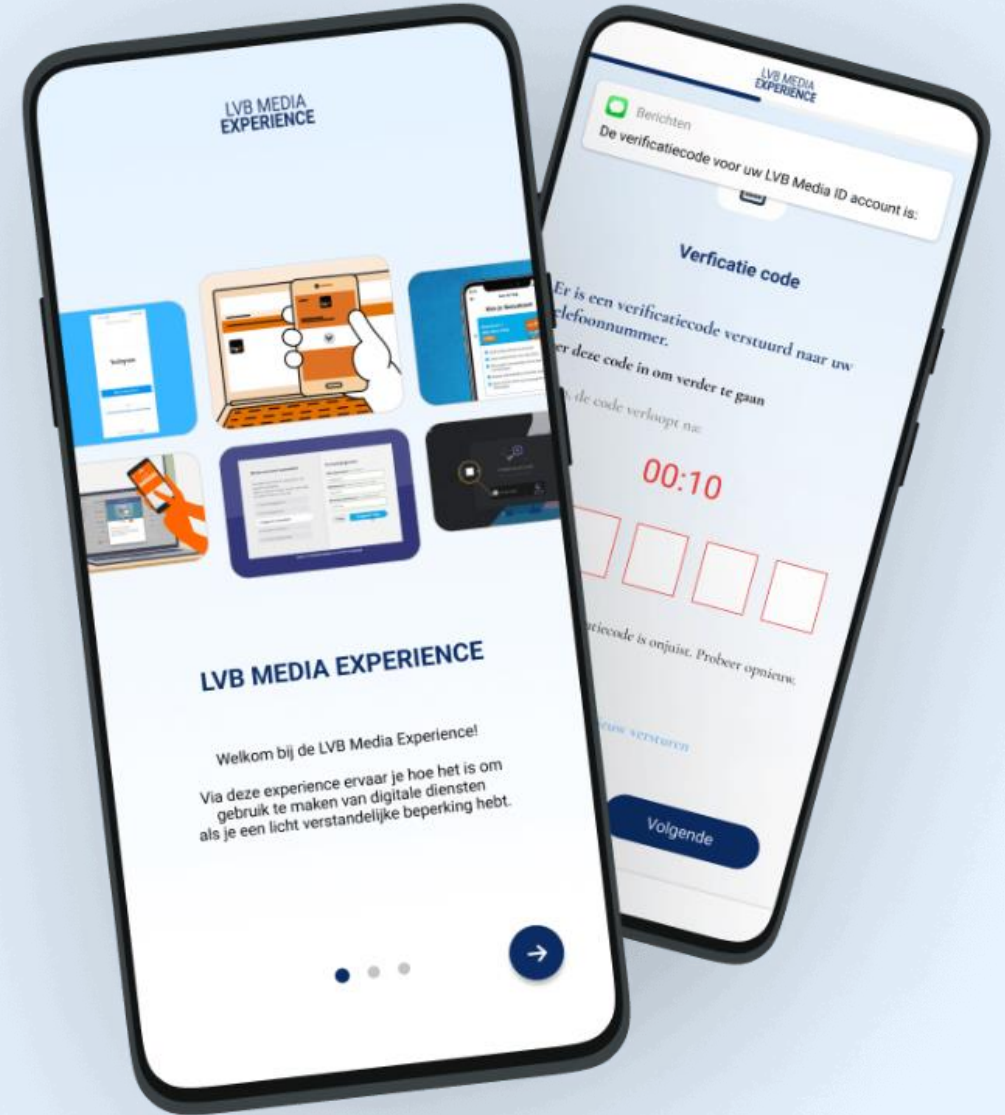 LVB MEDIA
EXPERIENCE
Telegram
LVB MEDIA EXPERIENCE
Welkom bij de LVB Media Experience!
Via deze experience ervaar je hoe het is om
gebruik te maken van digitale diensten
als je een licht verstandelijke beperking hebt.
LVB MEDIA
EXPERIENCE
Berichten
De verificatiecode voor uw LVB Media ID account is:
Verficatie code
Er is een verificatiecode verstuurd naar uw
elefoonnummer.
er deze code in om verder te gaan
de code verloopt na:
00:10
atiecode is onjuist. Probeer opnieuw.
euw versturen
Volgende